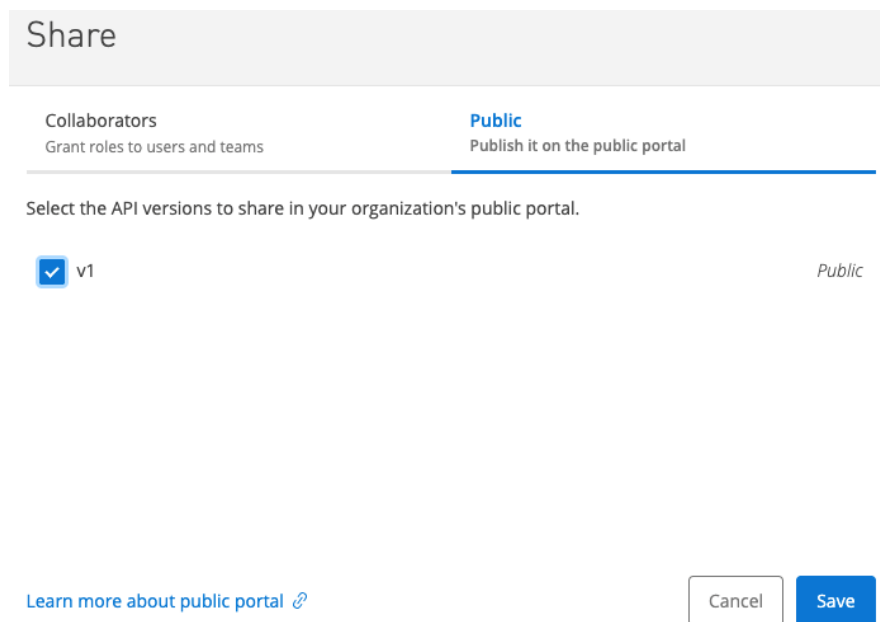 Share
Collaborators
Grant roles to users and teams
Public
Publish it on the public portal
Select the API versions to share in your organization's public portal.
v1
Public
Learn more about public portal
Cancel
Save